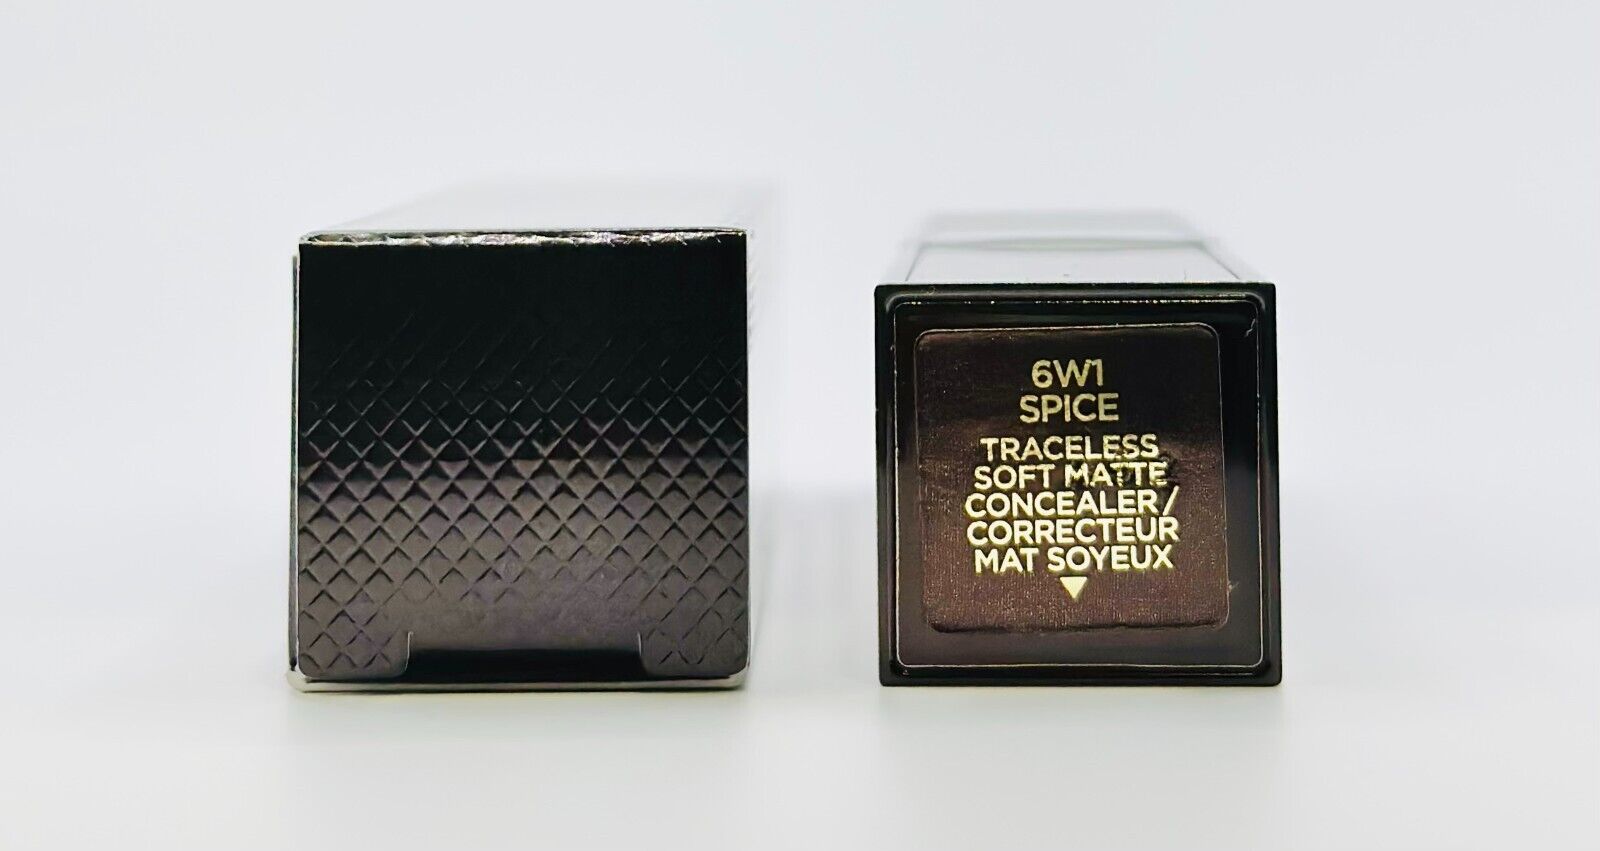 6W1
SPICE
TRACELESS
SOFT MATTE
CONCEALER/
CORRECTEUR
MAT SOYEUX